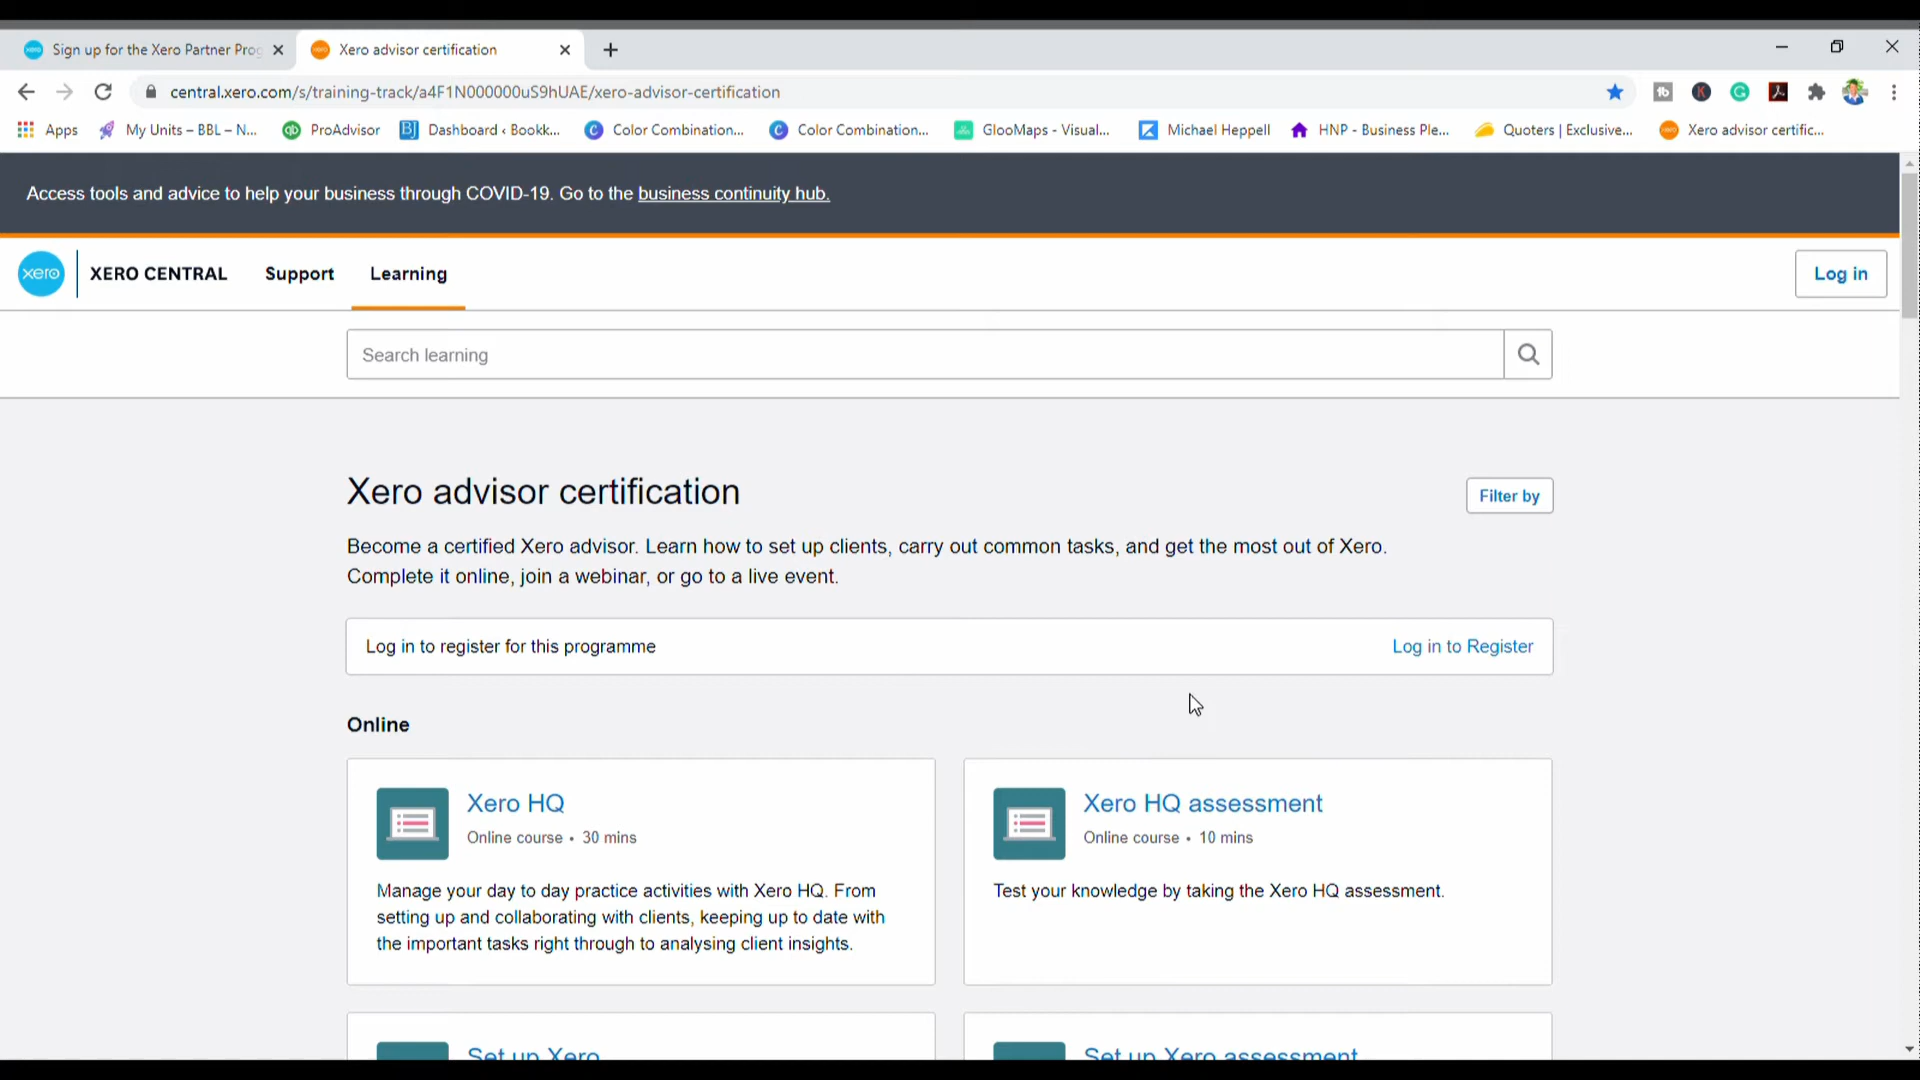 Sign up for the Xero Partner Prog
Xero advisor certification
central.xero.com/s/training-track/a4F1N000000uS9hUAE/xero-advisor-certification
Apps
My Units – BBL – N...
ProAdvisor
Dashboard ‹ Bookk...
Color Combination...
Color Combination...
GlooMaps - Visual...
Michael Heppell
HNP - Business Ple...
Quoters | Exclusive...
Xero advisor certific...
Access tools and advice to help your business through COVID-19. Go to the business continuity hub.
xero
XERO CENTRAL
Support
Learning
Log in
Search learning
Xero advisor certification
Filter by
Become a certified Xero advisor. Learn how to set up clients, carry out common tasks, and get the most out of Xero.
Complete it online, join a webinar, or go to a live event.
Log in to register for this programme
Log in to Register
Online
Xero HQ
Online course • 30 mins
Manage your day to day practice activities with Xero HQ. From
setting up and collaborating with clients, keeping up to date with
the important tasks right through to analysing client insights.
Xero HQ assessment
Online course • 10 mins
Test your knowledge by taking the Xero HQ assessment.
Set up Xero
Set up Xero assessment